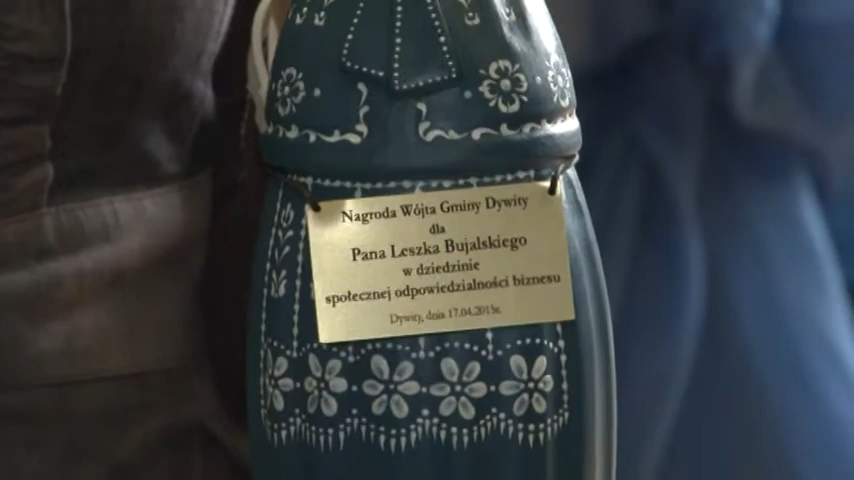 Nagroda Wójta Gminy Dywity
dla
Pana Leszka Bujalskiego
w dziedzinie
społecznej odpowiedzialności biznesu
Dywity, dnia 17.04.2015r.